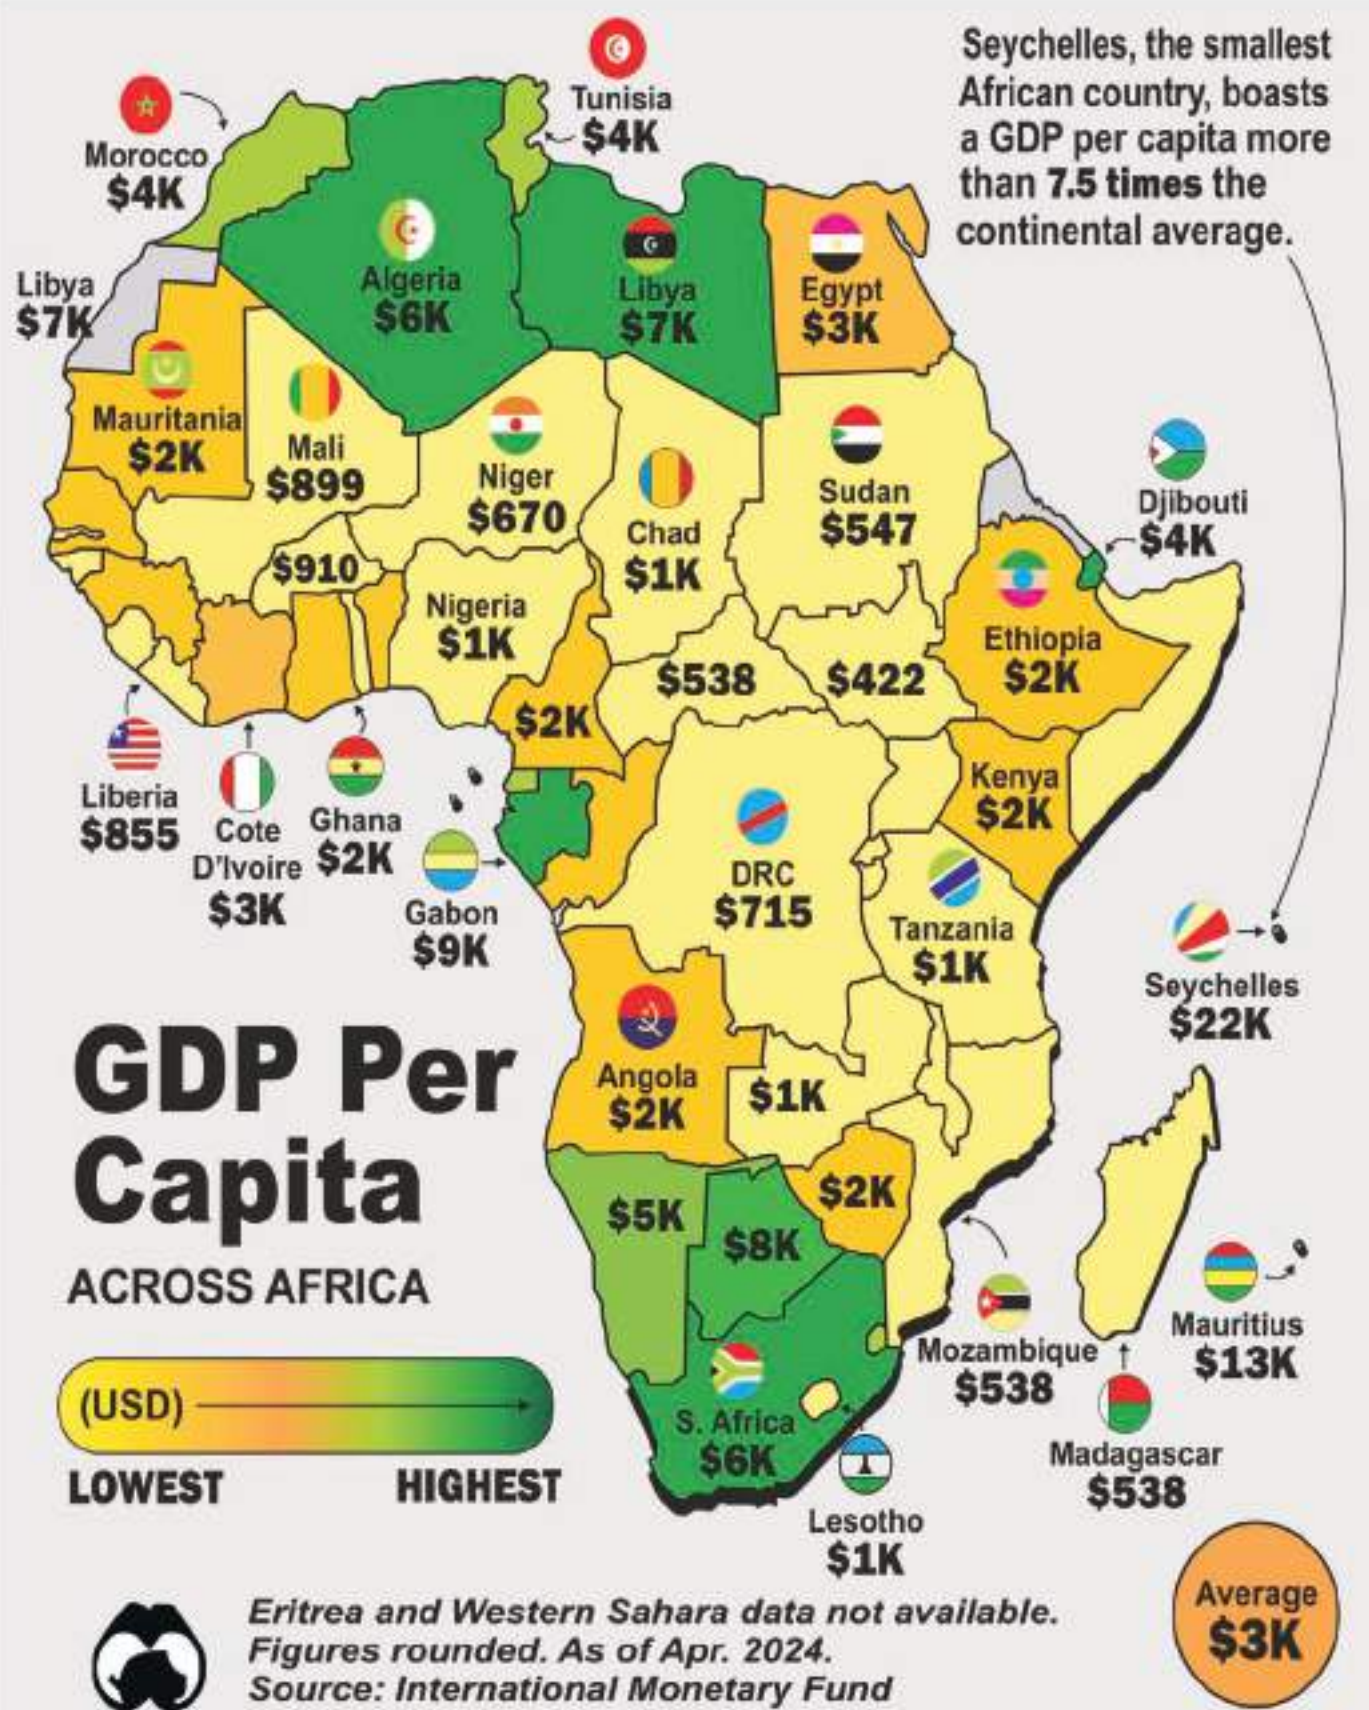 Seychelles, the smallest
African country, boasts
a GDP per capita more
than 7.5 times the
continental average.
Tunisia
$4K
Morocco
$4K
Algeria
$6K
Libya
$7K
Libya
$7K
Egypt
$3K
Mauritania
$2K
Mali
$899
Niger
$670
Chad
$1K
Sudan
$547
Djibouti
$4K
$910
Nigeria
$1K
Ethiopia
$2K
$538
$422
$2K
Liberia
$855
Cote
D'Ivoire
$3K
Ghana
$2K
Gabon
$9K
Kenya
$2K
DRC
$715
Tanzania
$1K
Seychelles
$22K
Angola
$2K
$1K
$5K
$8K
$2K
Mozambique
$538
Mauritius
$13K
Madagascar
$538
S. Africa
$6K
Lesotho
$1K
GDP Per
Capita
ACROSS AFRICA
(USD)
LOWEST HIGHEST
Average
$3K
Eritrea and Western Sahara data not available.
Figures rounded. As of Apr. 2024.
Source: International Monetary Fund